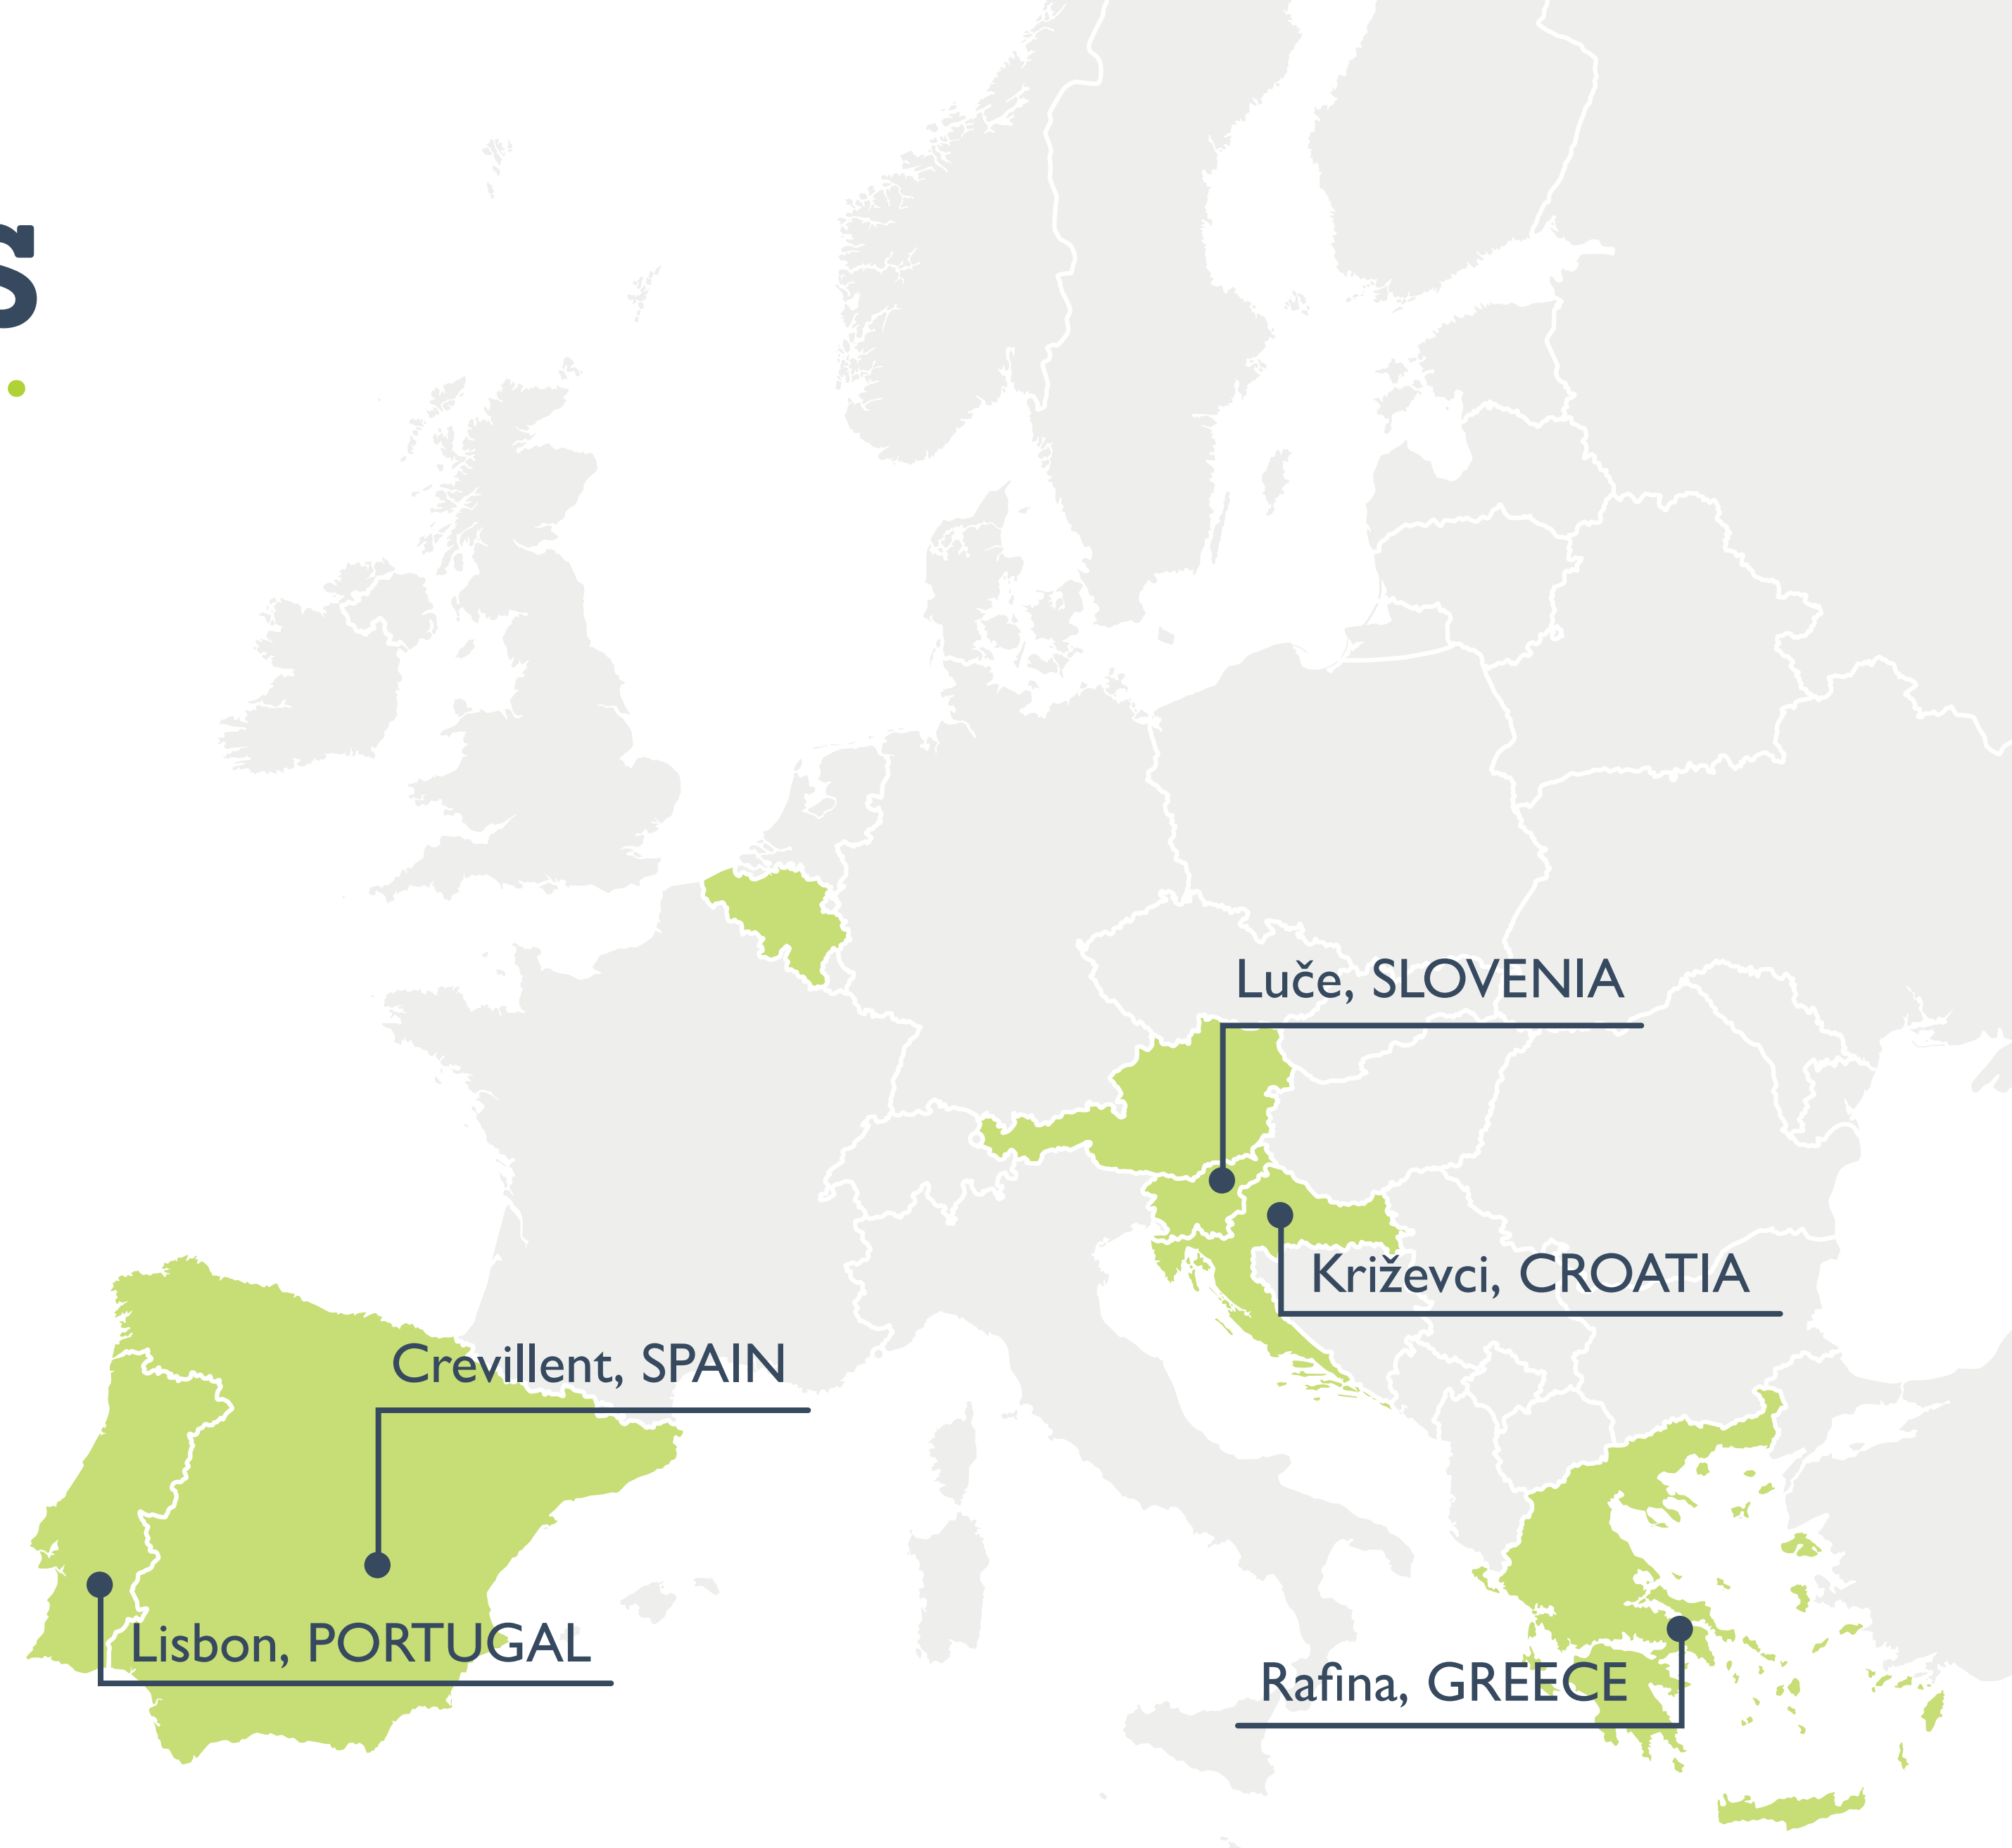 Luče, SLOVENIA
Križevci, CROATIA
Crevillent, SPAIN
Lisbon, PORTUGAL
Rafina, GREECE